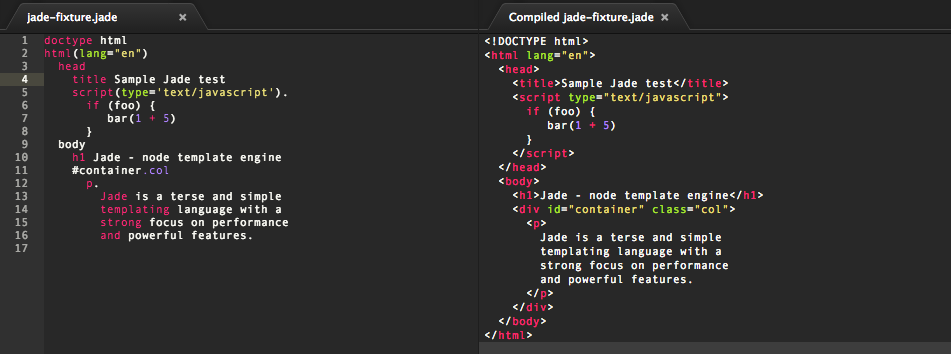 jade-fixture.jade ×
1 doctype html
2 html(lang="en")
3   head
4     title Sample Jade test
5     script(type='text/javascript').
6       if (foo) {
7          bar(1 + 5)
8       }
9   body
10     h1 Jade - node template engine
11     #container.col
12       p.
13         Jade is a terse and simple
14         templating language with a
15         strong focus on performance
16         and powerful features.
17
Compiled jade-fixture.jade ×
<!DOCTYPE html>
<html lang="en">
  <head>
    <title>Sample Jade test</title>
    <script type="text/javascript">
      if (foo) {
         bar(1 + 5)
      }
    </script>
  </head>
  <body>
    <h1>Jade - node template engine</h1>
    <div id="container" class="col">
      <p>
        Jade is a terse and simple
        templating language with a
        strong focus on performance
        and powerful features.
      </p>
    </div>
  </body>
</html>